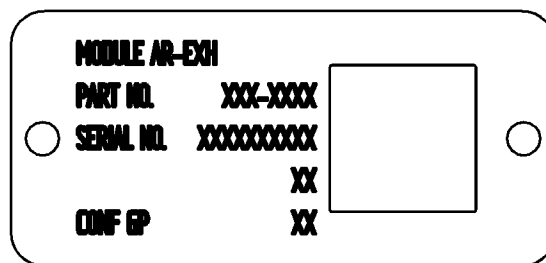 MODULE AR-EXH
PART NO. XXX-XXXX
SERIAL NO. XXXXXXXXXX
XX
CONF GP XX